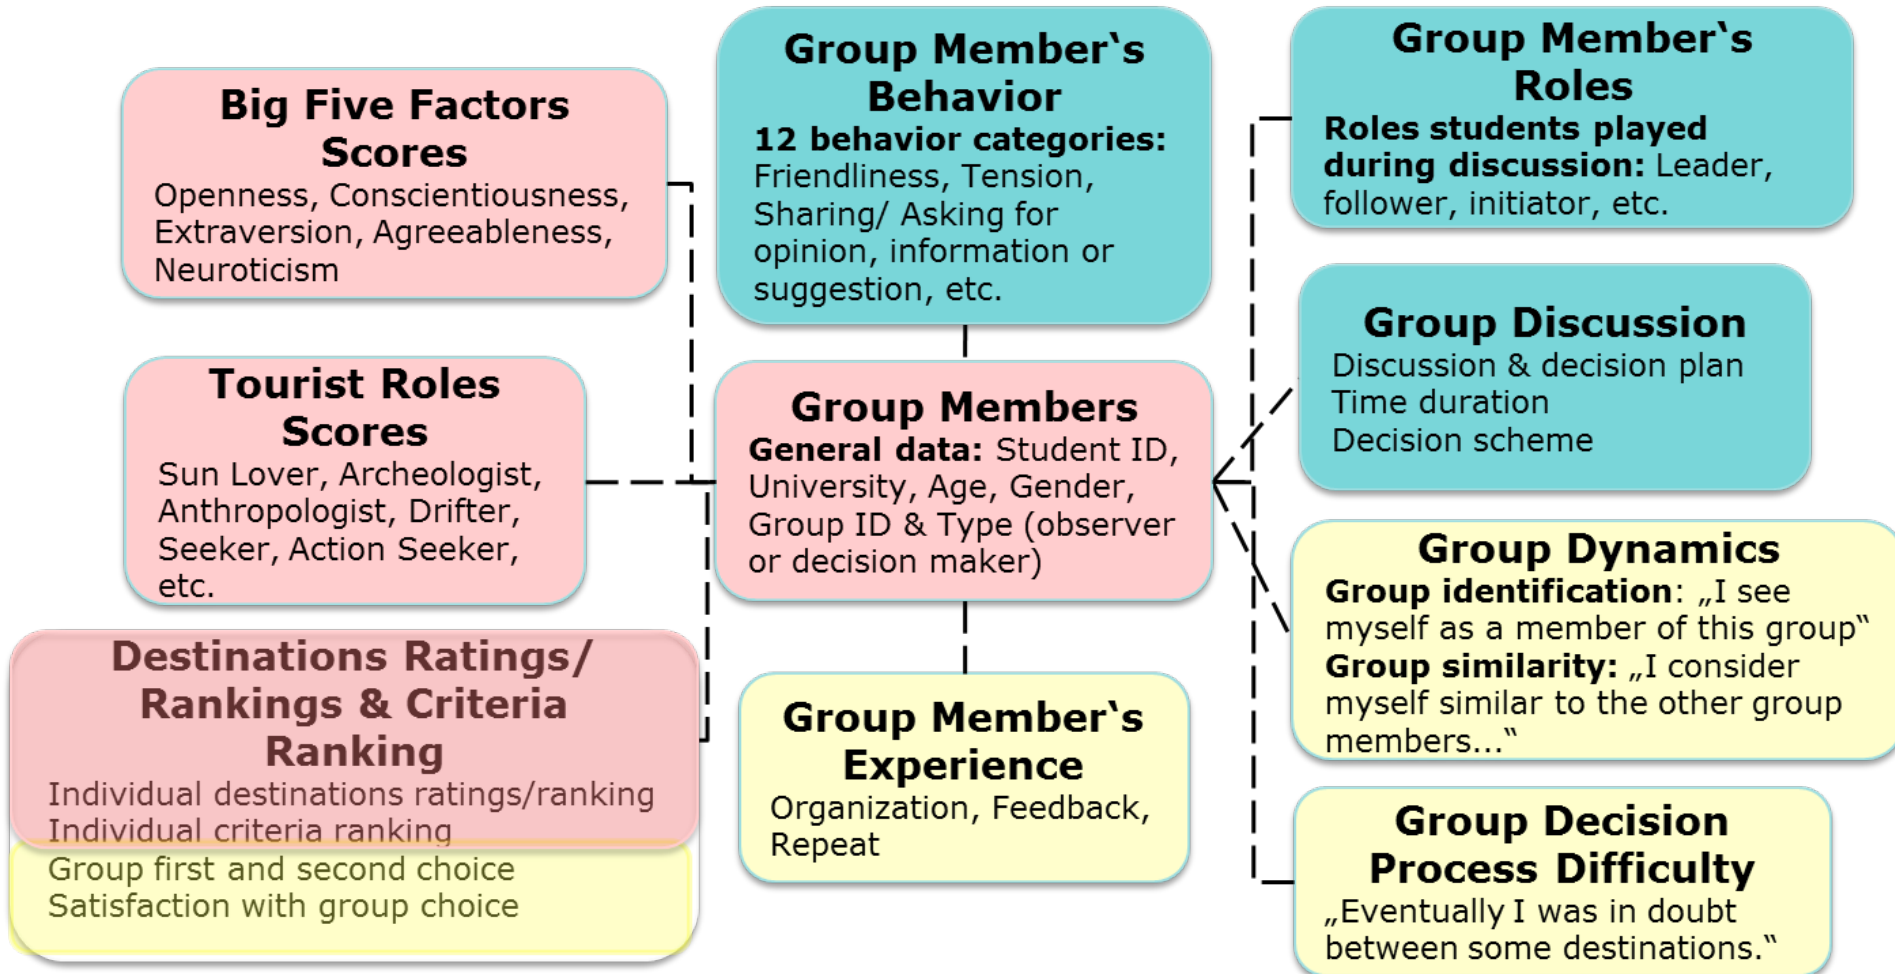 Big Five Factors
Scores
Openness, Conscientiousness,
Extraversion, Agreeableness,
Neuroticism
Tourist Roles
Scores
Sun Lover, Archeologist,
Anthropologist, Drifter,
Seeker, Action Seeker,
etc.
Destinations Ratings/
Rankings & Criteria
Ranking
Individual destinations ratings/ranking
Individual criteria ranking
Group first and second choice
Satisfaction with group choice
Group Member‘s
Behavior
12 behavior categories:
Friendliness, Tension,
Sharing/ Asking for
opinion, information or
suggestion, etc.
Group Members
General data: Student ID,
University, Age, Gender,
Group ID & Type (observer
or decision maker)
Group Member‘s
Experience
Organization, Feedback,
Repeat
Group Member‘s
Roles
Roles students played
during discussion: Leader,
follower, initiator, etc.
Group Discussion
Discussion & decision plan
Time duration
Decision scheme
Group Dynamics
Group identification: „I see
myself as a member of this group“
Group similarity: „I consider
myself similar to the other group
members...“
Group Decision
Process Difficulty
„Eventually I was in doubt
between some destinations.“